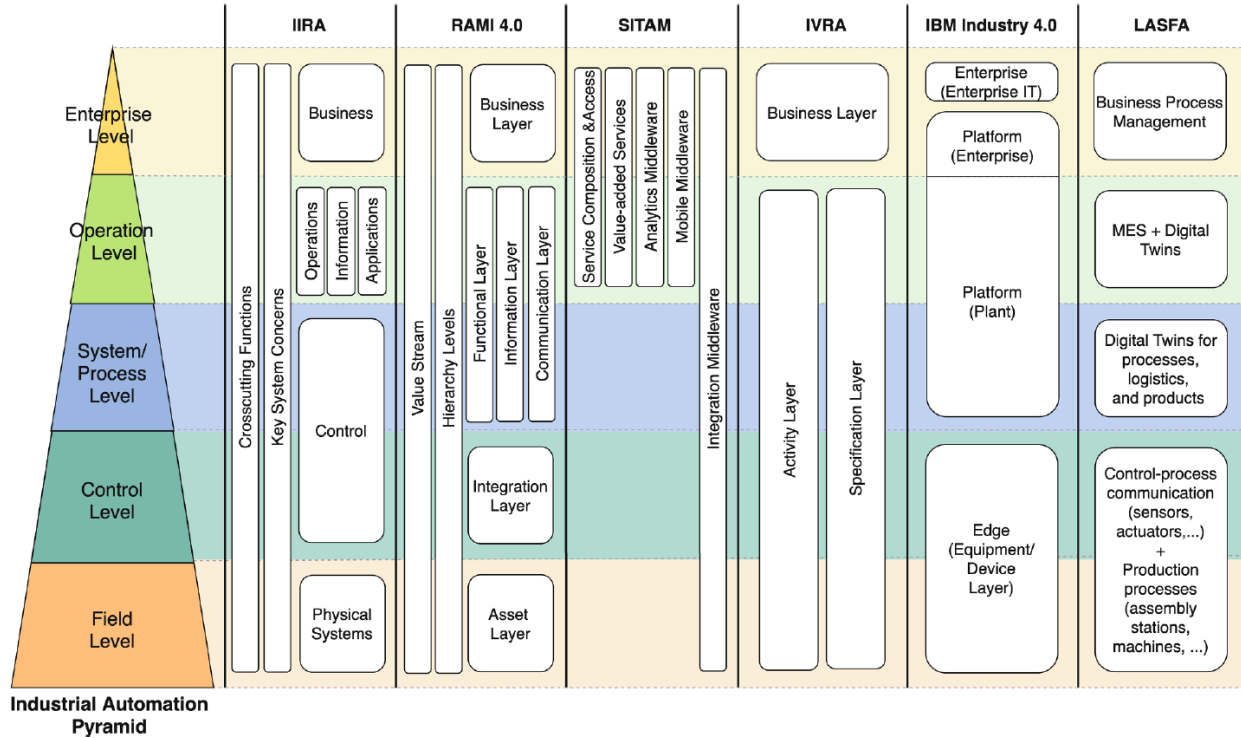 IIRA
RAMI 4.0
SITAM
IVRA
IBM Industry 4.0
LASFA
Enterprise
Level
Operation
Level
System/
Process
Level
Control
Level
Field
Level
Industrial Automation
Pyramid
Crosscutting Functions
Key System Concerns
Business
Operations
Information
Applications
Control
Physical
Systems
Value Stream
Hierarchy Levels
Business
Layer
Functional Layer
Information Layer
Communication Layer
Integration
Layer
Asset
Layer
Service Composition &Access
Value-added Services
Analytics Middleware
Mobile Middleware
Integration Middleware
Business Layer
Activity Layer
Specification Layer
Enterprise
(Enterprise IT)
Platform
(Enterprise)
Platform
(Plant)
Edge
(Equipment/
Device
Layer)
Business Process
Management
MES + Digital
Twins
Digital Twins for
processes,
logistics,
and products
Control-process
communication
(sensors,
actuators,...)
+
Production
processes
(assembly
stations,
machines, ...)